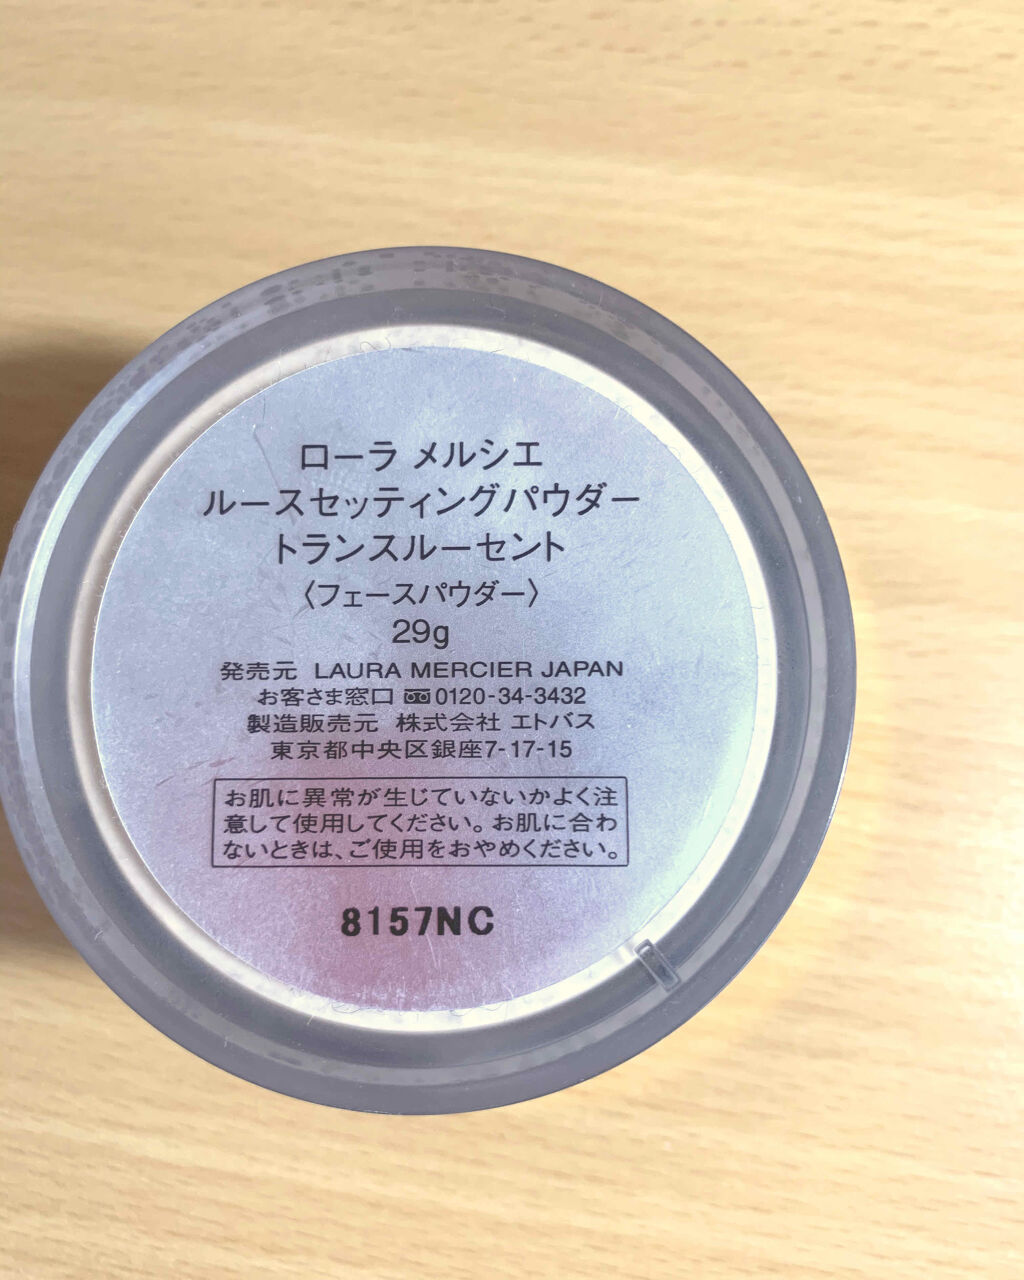 ローラ メルシエ
ルースセッティングパウダー
トランスルーセント
〈フェースパウダー〉
29g
発売元 LAURA MERCIER JAPAN
お客さま窓口 0120-34-3432
製造販売元 株式会社 エトバス
東京都中央区銀座7-17-15
お肌に異常が生じていないかよく注
意して使用してください。お肌に合わ
ないときは、ご使用をおやめください。
8157NC